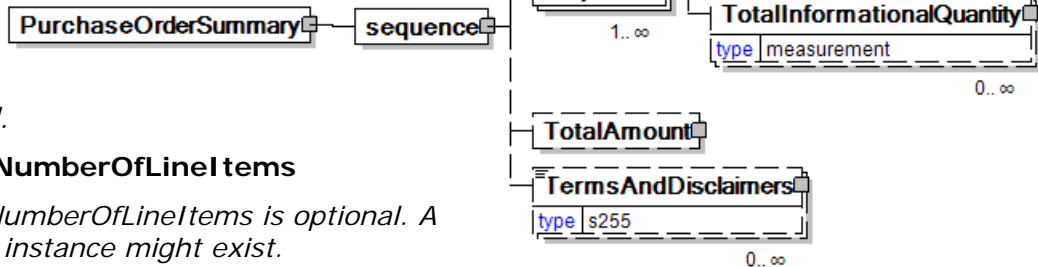 TotalInformationalQuantity
PurchaseOrderSummary
sequence
1.. ∞
type measurement
0.. ∞
TotalAmount
NumberOfLineItems
TermsAndDisclaimers
NumberOfLineItems is optional. A
type s255
instance might exist.
0.. ∞